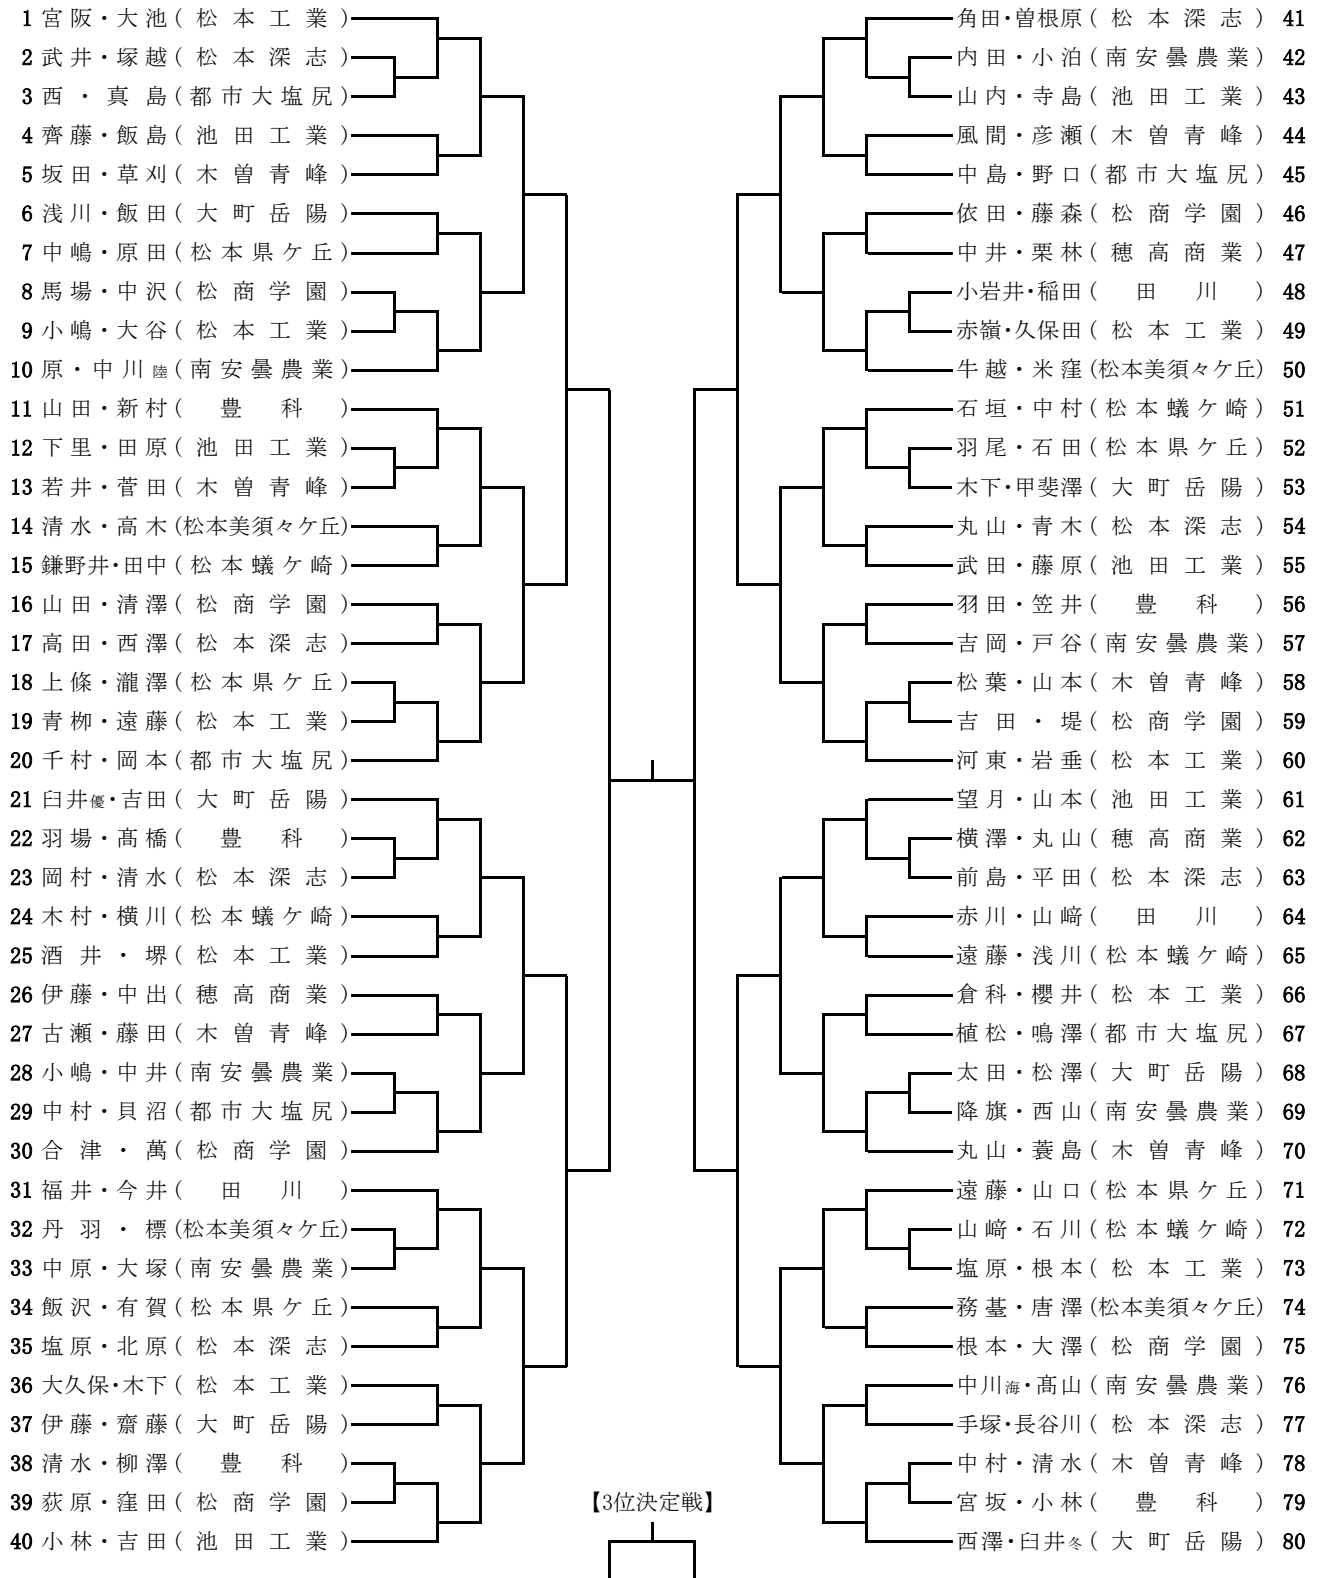 1 宮阪・大池(松本工業)
2 武井・塚越(松本深志)
3 西・真島(都市大塩尻)
4 齊藤・飯島(池田工業)
5 坂田・草刈(木曽青峰)
6 浅川・飯田(大町岳陽)
7 中嶋・原田(松本県ケ丘)
8 馬場・中沢(松商学園)
9 小嶋・大谷(松本工業)
10 原・中川陸(南安曇農業)
11 山田・新村(豊科)
12 下里・田原(池田工業)
13 若井・菅田(木曽青峰)
14 清水・高木(松本美須々ケ丘)
15 鎌野井・田中(松本蟻ケ崎)
16 山田・清澤(松商学園)
17 高田・西澤(松本深志)
18 上條・瀧澤(松本県ケ丘)
19 青栁・遠藤(松本工業)
20 千村・岡本(都市大塩尻)
21 臼井優・吉田(大町岳陽)
22 羽場・髙橋(豊科)
23 岡村・清水(松本深志)
24 木村・横川(松本蟻ケ崎)
25 酒井・堺(松本工業)
26 伊藤・中出(穂高商業)
27 古瀬・藤田(木曽青峰)
28 小嶋・中井(南安曇農業)
29 中村・貝沼(都市大塩尻)
30 合津・萬(松商学園)
31 福井・今井(田川)
32 丹羽・標(松本美須々ケ丘)
33 中原・大塚(南安曇農業)
34 飯沢・有賀(松本県ケ丘)
35 塩原・北原(松本深志)
36 大久保・木下(松本工業)
37 伊藤・齋藤(大町岳陽)
38 清水・柳澤(豊科)
39 荻原・窪田(松商学園)
40 小林・吉田(池田工業)
角田・曽根原(松本深志) 41
内田・小泊(南安曇農業) 42
山内・寺島(池田工業) 43
風間・彦瀬(木曽青峰) 44
中島・野口(都市大塩尻) 45
依田・藤森(松商学園) 46
中井・栗林(穂高商業) 47
小岩井・稲田(田川) 48
赤嶺・久保田(松本工業) 49
牛越・米窪(松本美須々ケ丘) 50
石垣・中村(松本蟻ケ崎) 51
羽尾・石田(松本県ケ丘) 52
木下・甲斐澤(大町岳陽) 53
丸山・青木(松本深志) 54
武田・藤原(池田工業) 55
羽田・笠井(豊科) 56
吉岡・戸谷(南安曇農業) 57
松葉・山本(木曽青峰) 58
吉田・堤(松商学園) 59
河東・岩垂(松本工業) 60
望月・山本(池田工業) 61
横澤・丸山(穂高商業) 62
前島・平田(松本深志) 63
赤川・山﨑(田川) 64
遠藤・浅川(松本蟻ケ崎) 65
倉科・櫻井(松本工業) 66
植松・鳴澤(都市大塩尻) 67
太田・松澤(大町岳陽) 68
降旗・西山(南安曇農業) 69
丸山・蓑島(木曽青峰) 70
遠藤・山口(松本県ケ丘) 71
山﨑・石川(松本蟻ケ崎) 72
塩原・根本(松本工業) 73
務䑓・唐澤(松本美須々ケ丘) 74
根本・大澤(松商学園) 75
中川海・髙山(南安曇農業) 76
手塚・長谷川(松本深志) 77
中村・清水(木曽青峰) 78
宮坂・小林(豊科) 79
西澤・臼井冬(大町岳陽) 80
【3位決定戦】